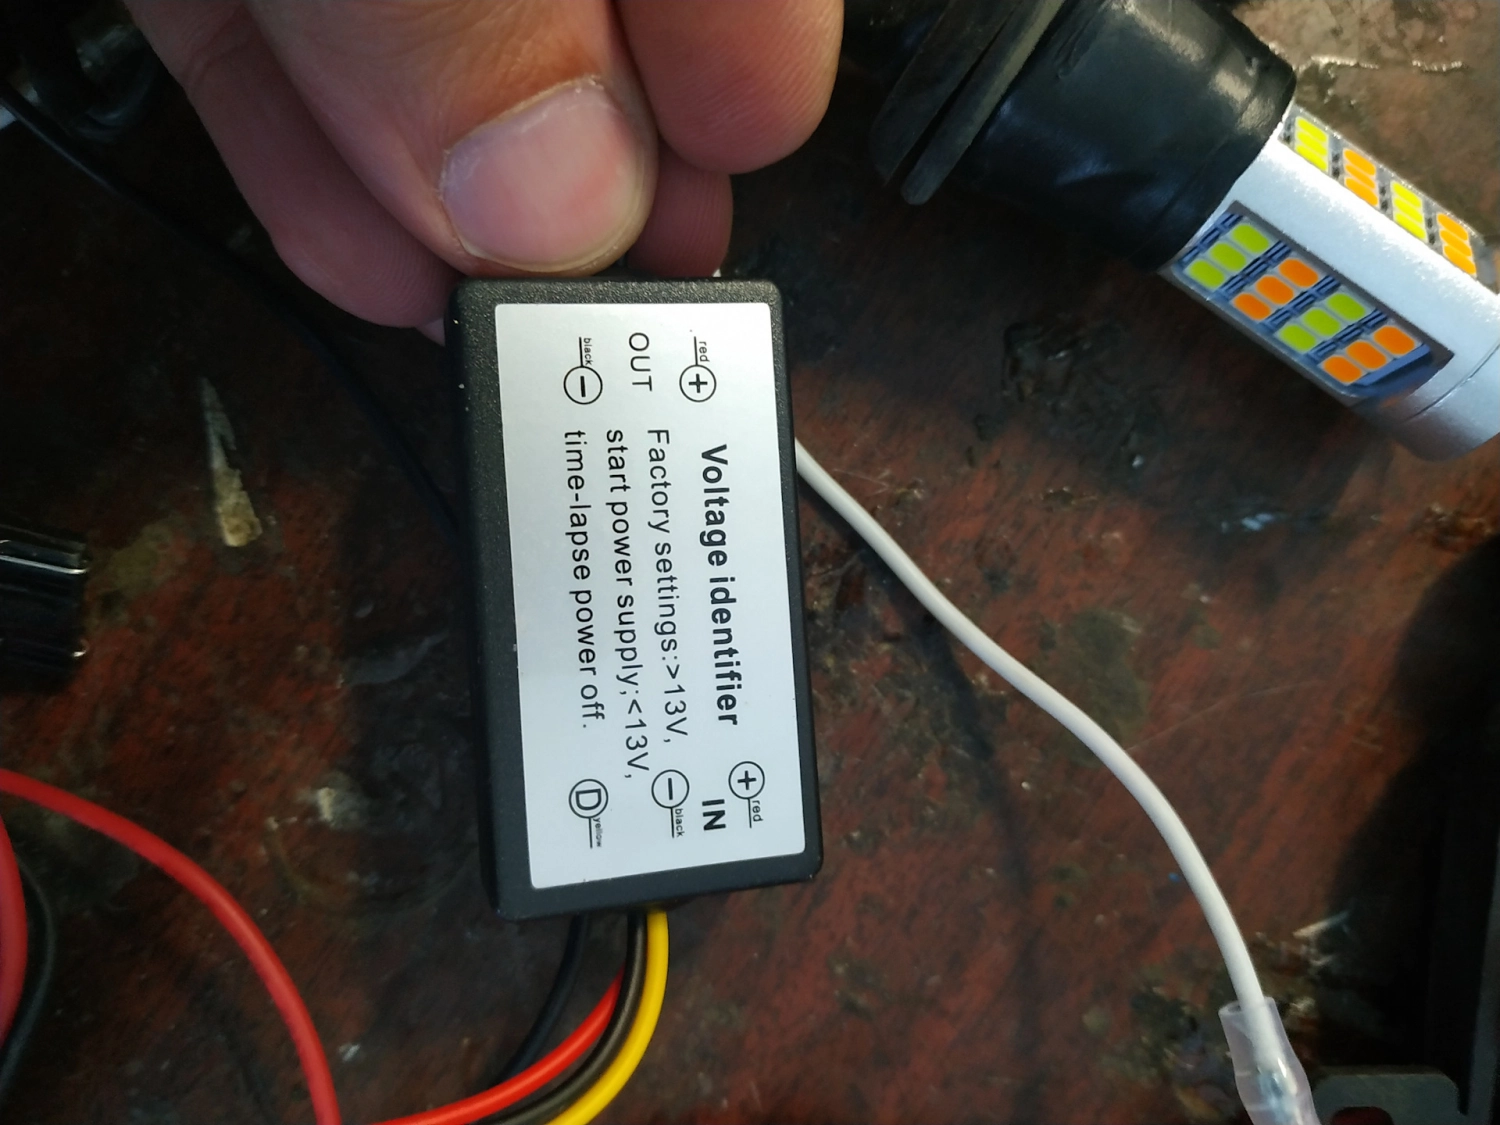 Voltage identifier
Factory settings:>13V,
start power supply;<13V,
time-lapse power off.
red
+
OUT
black
−
+
red
IN
−
black
D
yellow